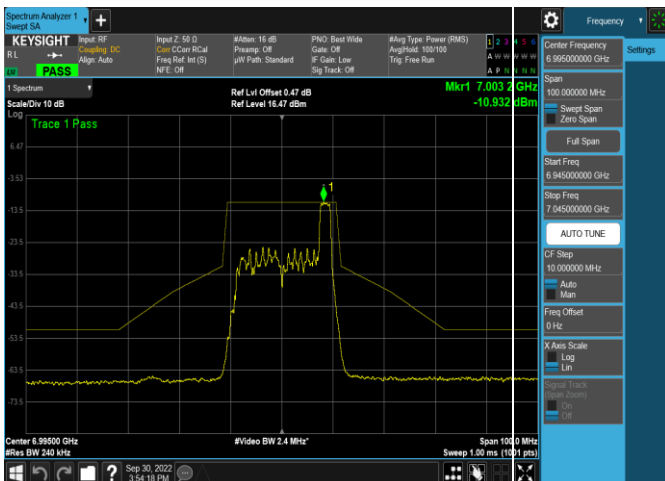 Spectrum Analyzer 1
Swept SA
+
Frequency
KEYSIGHT
RL
PASS
Input: RF
Coupling: DC
Align: Auto
Input Z: 50 Ω
Corr CCorr RCal
Freq Ref: Int (S)
NFE: Off
#Atten: 16 dB
Preamp: Off
µW Path: Standard
PNO: Best Wide
Gate: Off
IF Gain: Low
Sig Track: Off
#Avg Type: Power (RMS)
Avg|Hold: 100/100
Trig: Free Run
1 2 3 4 5 6
A W W W W W
A P N N N N
1 Spectrum
Scale/Div 10 dB
Ref Lvl Offset 0.47 dB
Ref Level 16.47 dBm
Mkr1 7.003 2 GHz
-10.932 dBm
Log
Trace 1 Pass
1
6.47
-3.53
-13.5
-23.5
-33.5
-43.5
-53.5
-63.5
-73.5
Center 6.99500 GHz
#Res BW 240 kHz
#Video BW 2.4 MHz*
Span 100.0 MHz
Sweep 1.00 ms (1001 pts)
Sep 30, 2022
3:54:18 PM
Center Frequency
6.995000000 GHz
Settings
Span
100.000000 MHz
Swept Span
Zero Span
Full Span
Start Freq
6.945000000 GHz
Stop Freq
7.045000000 GHz
AUTO TUNE
CF Step
10.000000 MHz
Auto
Man
Freq Offset
0 Hz
X Axis Scale
Log
Lin
Signal Track
(Span Zoom)
On
Off